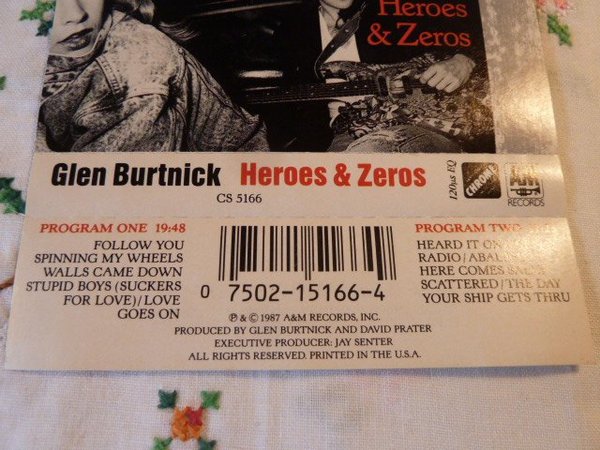 Heroes
& Zeros
Glen Burtnick Heroes & Zeros
CS 5166
120µs EQ
CHROME
A&M
RECORDS
PROGRAM ONE 19:48
FOLLOW YOU
SPINNING MY WHEELS
WALLS CAME DOWN
STUPID BOYS (SUCKERS
FOR LOVE)/LOVE
GOES ON
0 7502-15166-4
PROGRAM TWO
HEARD IT ON
RADIO/
HERE COMES
SCATTERED/THE DAY
YOUR SHIP GETS THRU
℗ & © 1987 A&M RECORDS, INC.
PRODUCED BY GLEN BURTNICK AND DAVID PRATER
EXECUTIVE PRODUCER: JAY SENTER
ALL RIGHTS RESERVED. PRINTED IN THE U.S.A.